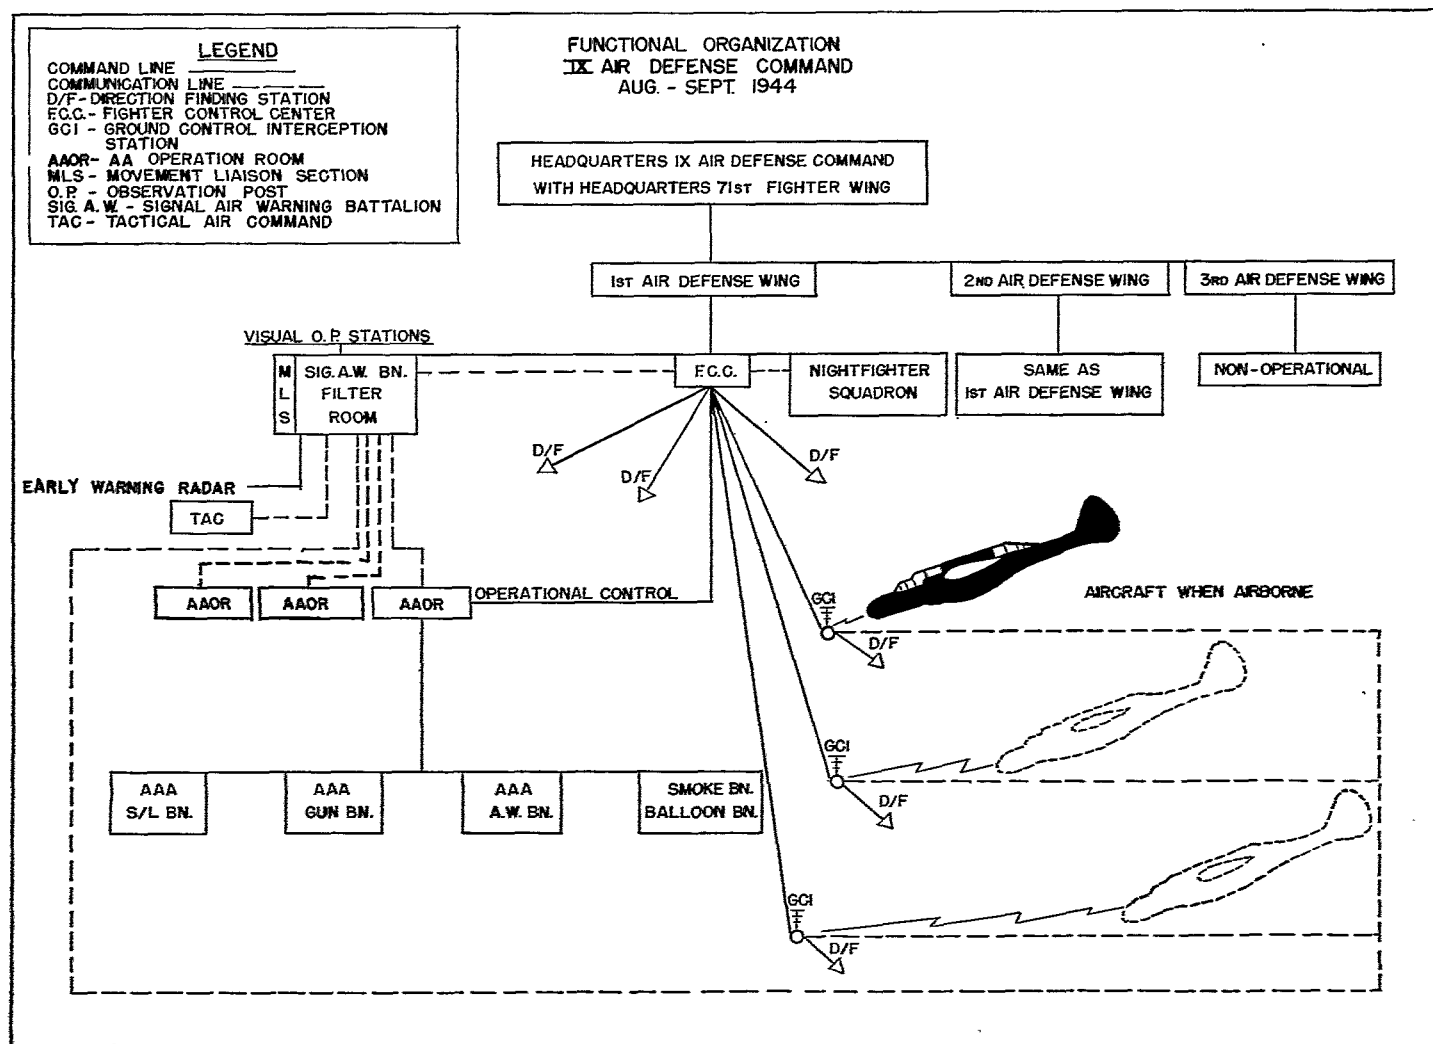 LEGEND
COMMAND LINE
COMMUNICATION LINE
D/F-DIRECTION FINDING STATION
F.C.C.- FIGHTER CONTROL CENTER
GCI - GROUND CONTROL INTERCEPTION
STATION
AAOR- AA OPERATION ROOM
MLS - MOVEMENT LIAISON SECTION
O.P. - OBSERVATION POST
SIG. A.W. - SIGNAL AIR WARNING BATTALION
TAC - TACTICAL AIR COMMAND
FUNCTIONAL ORGANIZATION
IX AIR DEFENSE COMMAND
AUG. - SEPT. 1944
HEADQUARTERS IX AIR DEFENSE COMMAND
WITH HEADQUARTERS 71ST FIGHTER WING
1ST AIR DEFENSE WING
2ND AIR DEFENSE WING
3RD AIR DEFENSE WING
VISUAL O.P. STATIONS
MLS
SIG. A.W. BN.
FILTER
ROOM
F.C.C.
NIGHTFIGHTER
SQUADRON
SAME AS
1ST AIR DEFENSE WING
NON-OPERATIONAL
D/F
D/F
D/F
EARLY WARNING RADAR
TAC
AAOR
AAOR
AAOR
OPERATIONAL CONTROL
GCI
D/F
AIRCRAFT WHEN AIRBORNE
GCI
D/F
AAA
S/L BN.
AAA
GUN BN.
AAA
A.W. BN.
SMOKE BN.
BALLOON BN.
GCI
D/F